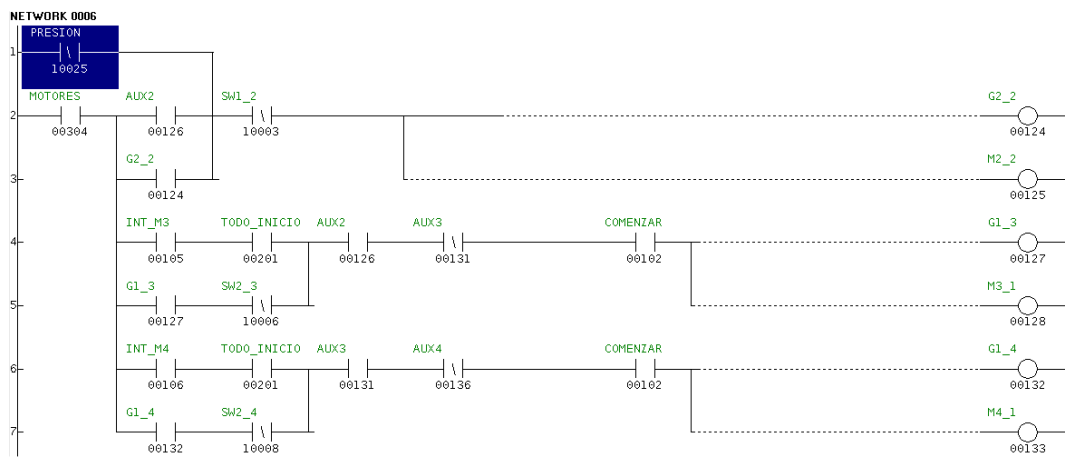 NETWORK 0006
PRESION
1
10025
MOTORES AUX2 SW1_2 G2_2
2
00304 00126 10003 00124
G2_2 M2_2
3
00124 00125
INT_M3 TODO_INICIO AUX2 AUX3 COMENZAR G1_3
4
00105 00201 00126 00131 00102 00127
G1_3 SW2_3 M3_1
5
00127 10006 00128
INT_M4 TODO_INICIO AUX3 AUX4 COMENZAR G1_4
6
00106 00201 00131 00136 00102 00132
G1_4 SW2_4 M4_1
7
00132 10008 00133